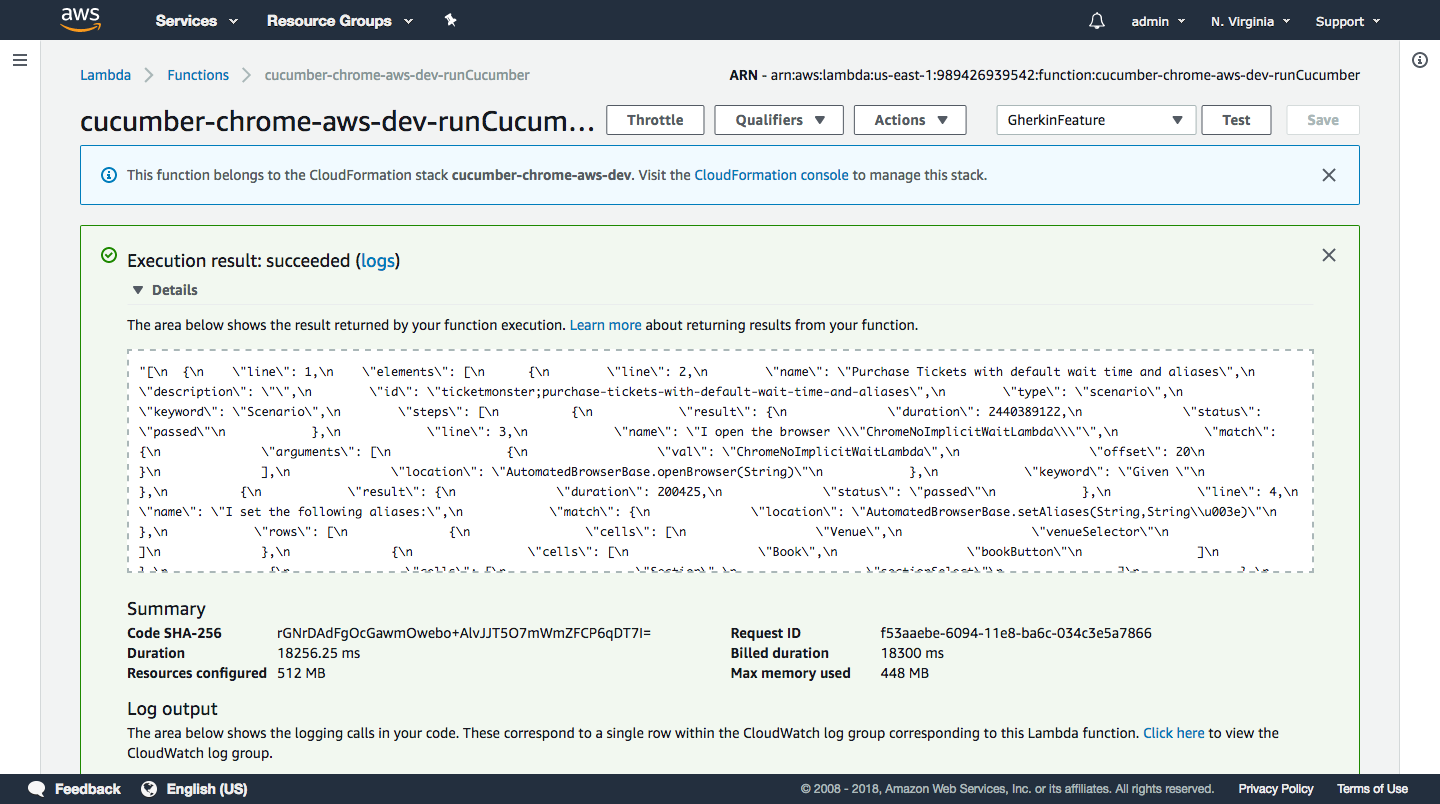 aws Services Resource Groups admin N. Virginia Support
Lambda Functions cucumber-chrome-aws-dev-runCucumber ARN - arn:aws:lambda:us-east-1:989426939542:function:cucumber-chrome-aws-dev-runCucumber
cucumber-chrome-aws-dev-runCucum... Throttle Qualifiers Actions GherkinFeature Test Save
This function belongs to the CloudFormation stack cucumber-chrome-aws-dev. Visit the CloudFormation console to manage this stack.
Execution result: succeeded (logs)
Details
The area below shows the result returned by your function execution. Learn more about returning results from your function.
"[\n {\n \"line\": 1,\n \"elements\": [\n {\n \"line\": 2,\n \"name\": \"Purchase Tickets with default wait time and aliases\",\n
\"description\": \"\",\n \"id\": \"ticketmonster;purchase-tickets-with-default-wait-time-and-aliases\",\n \"type\": \"scenario\",\n
\"keyword\": \"Scenario\",\n \"steps\": [\n {\n \"result\": {\n \"duration\": 2440389122,\n \"status\":
\"passed\"\n },\n \"line\": 3,\n \"name\": \"I open the browser \\\"ChromeNoImplicitWaitLambda\\\"\",\n \"match\":
{\n \"arguments\": [\n {\n \"val\": \"ChromeNoImplicitWaitLambda\",\n \"offset\": 20\n
}\n ],\n \"location\": \"AutomatedBrowserBase.openBrowser(String)\"\n },\n \"keyword\": \"Given \"\n
},\n {\n \"result\": {\n \"duration\": 200425,\n \"status\": \"passed\"\n },\n \"line\": 4,\n
\"name\": \"I set the following aliases:\",\n \"match\": {\n \"location\": \"AutomatedBrowserBase.setAliases(String,String\\u003e)\"\n
},\n \"rows\": [\n {\n \"cells\": [\n \"Venue\",\n \"venueSelector\"\n
]\n },\n {\n \"cells\": [\n \"Book\",\n \"bookButton\"\n ]\n
},\n {\n \"cells\": [\n \"Section\",\n \"sectionSelect\"\n ]\n },\n
Summary
Code SHA-256 rGNrDAdFgOcGawmOwebo+AlvJJT5O7mWmZFCP6qDT7I= Request ID f53aaebe-6094-11e8-ba6c-034c3e5a7866
Duration 18256.25 ms Billed duration 18300 ms
Resources configured 512 MB Max memory used 448 MB
Log output
The area below shows the logging calls in your code. These correspond to a single row within the CloudWatch log group corresponding to this Lambda function. Click here to view the
CloudWatch log group.
Feedback English (US) © 2008 - 2018, Amazon Web Services, Inc. or its affiliates. All rights reserved. Privacy Policy Terms of Use